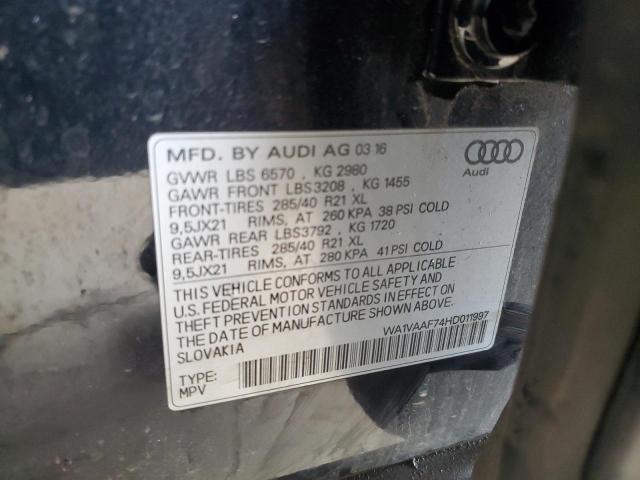 MFD. BY AUDI AG 03 16
GVWR LBS 6570 , KG 2980
GAWR FRONT LBS3208 , KG 1455
FRONT-TIRES 285/40 R21 XL
9,5JX21 RIMS, AT 260 KPA 38 PSI COLD
GAWR REAR LBS3792 , KG 1720
REAR-TIRES 285/40 R21 XL
9,5JX21 RIMS, AT 280 KPA 41 PSI COLD
THIS VEHICLE CONFORMS TO ALL APPLICABLE
U.S. FEDERAL MOTOR VEHICLE SAFETY AND
THEFT PREVENTION STANDARDS IN EFFECT ON
THE DATE OF MANUFACTURE SHOWN ABOVE.
SLOVAKIA
TYPE:
MPV
WA1VAAF74HD011997
Audi